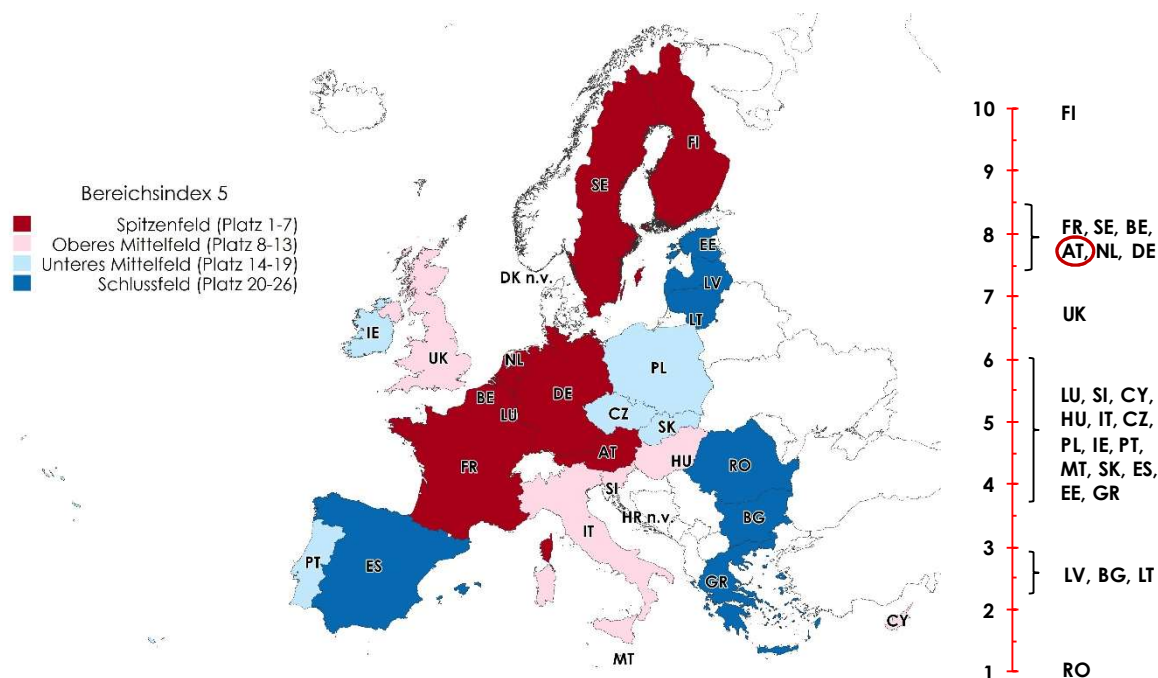 Bereichsindex 5
Spitzenfeld (Platz 1-7)
Oberes Mittelfeld (Platz 8-13)
Unteres Mittelfeld (Platz 14-19)
Schlussfeld (Platz 20-26)
FI
SE
EE
DK n.v.
LV
LT
IE
UK
NL
PL
BE
DE
LU
CZ
SK
AT
FR
HU
RO
SI
HR n.v.
BG
IT
PT
ES
GR
CY
MT
10
FI
9
FR, SE, BE,
8
AT, NL, DE
7
UK
6
LU, SI, CY,
5
HU, IT, CZ,
PL, IE, PT,
4
MT, SK, ES,
EE, GR
3
LV, BG, LT
2
1
RO